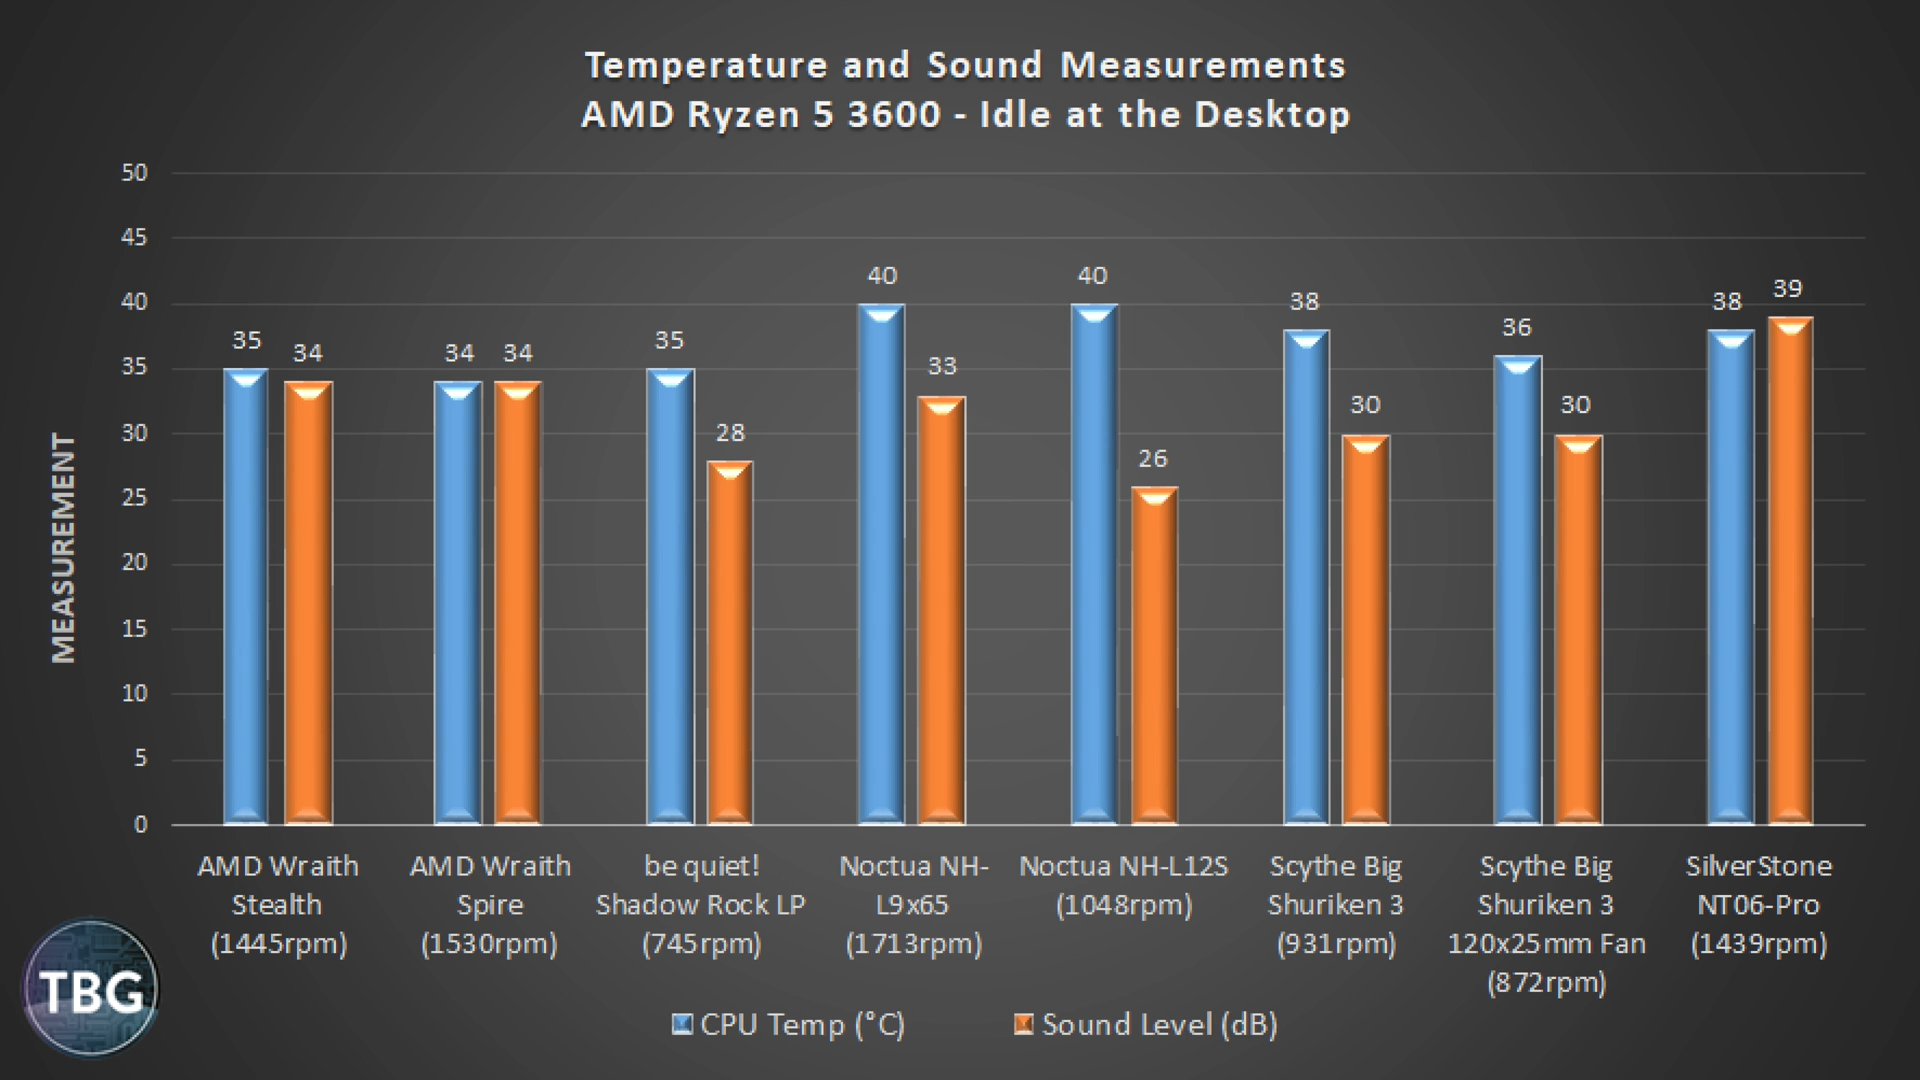 Temperature and Sound Measurements
AMD Ryzen 5 3600 - Idle at the Desktop
MEASUREMENT
50
45
40
35
30
25
20
15
10
5
0
35
34
34
34
35
28
40
33
40
26
38
30
36
30
38
39
AMD Wraith
Stealth
(1445rpm)
AMD Wraith
Spire
(1530rpm)
be quiet!
Shadow Rock LP
(745rpm)
Noctua NH-
L9x65
(1713rpm)
Noctua NH-L12S
(1048rpm)
Scythe Big
Shuriken 3
(931rpm)
Scythe Big
Shuriken 3
120x25mm Fan
(872rpm)
SilverStone
NT06-Pro
(1439rpm)
CPU Temp (°C)
Sound Level (dB)
TBG